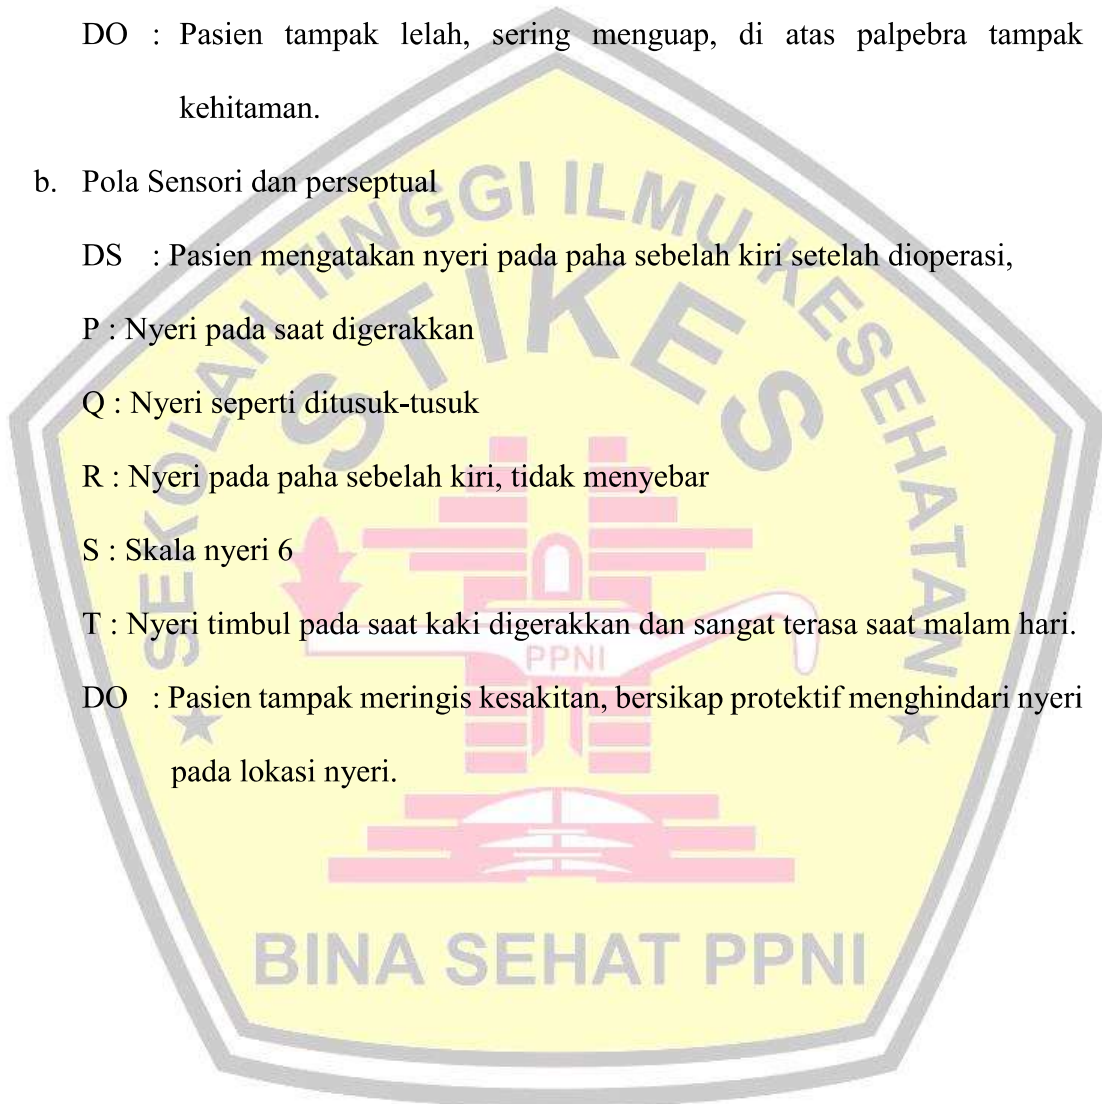 DO : Pasien tampak lelah, sering menguap, di atas palpebra tampak
kehitaman.
b. Pola Sensori dan perseptual
DS : Pasien mengatakan nyeri pada paha sebelah kiri setelah dioperasi,
P : Nyeri pada saat digerakkan
Q : Nyeri seperti ditusuk-tusuk
R : Nyeri pada paha sebelah kiri, tidak menyebar
S : Skala nyeri 6
T : Nyeri timbul pada saat kaki digerakkan dan sangat terasa saat malam hari.
DO : Pasien tampak meringis kesakitan, bersikap protektif menghindari nyeri
pada lokasi nyeri.
SEKOLAH TINGGI ILMU KESEHATAN
STIKES
PPNI
BINA SEHAT PPNI